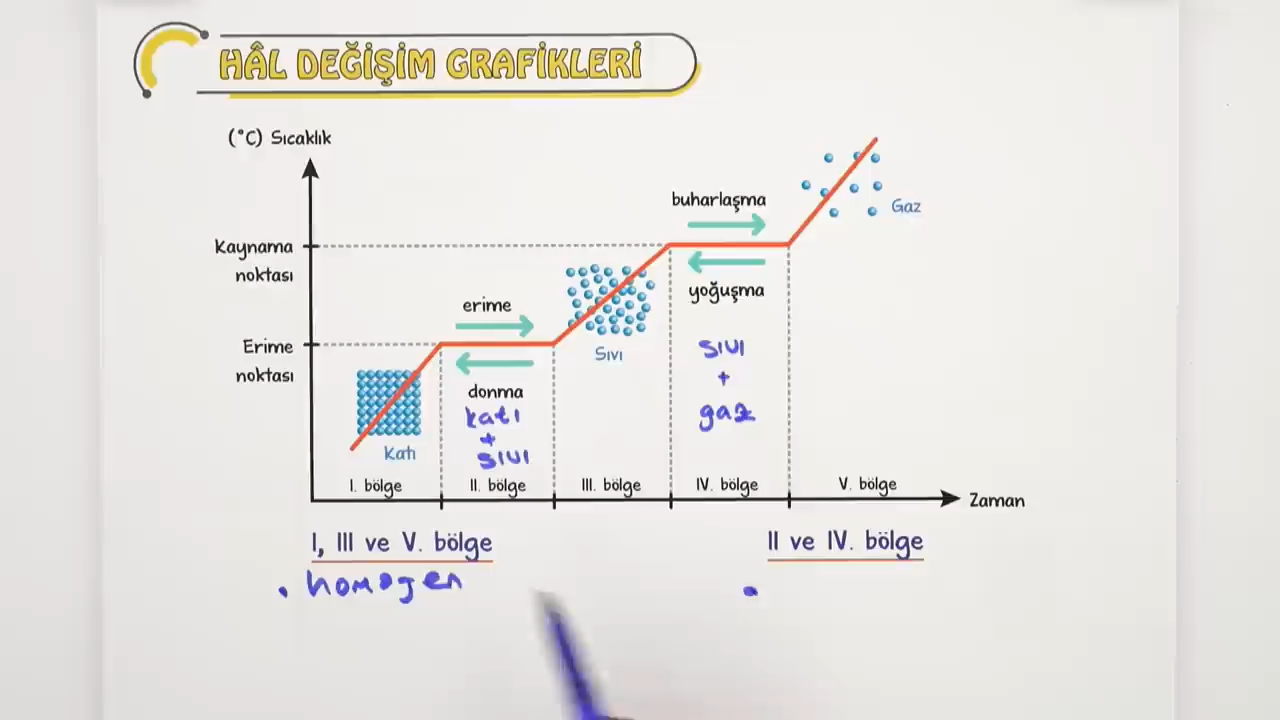 HÂL DEĞİŞİM GRAFİKLERİ
(°C) Sıcaklık
buharlaşma
Gaz
Kaynama
noktası
yoğuşma
erime
Sıvı
Erime
noktası
donma
Katı
sıvı
+
gaz
katı
+
sıvı
I. bölge
II. bölge
III. bölge
IV. bölge
V. bölge
Zaman
I, III ve V. bölge
II ve IV. bölge
• homogen
•